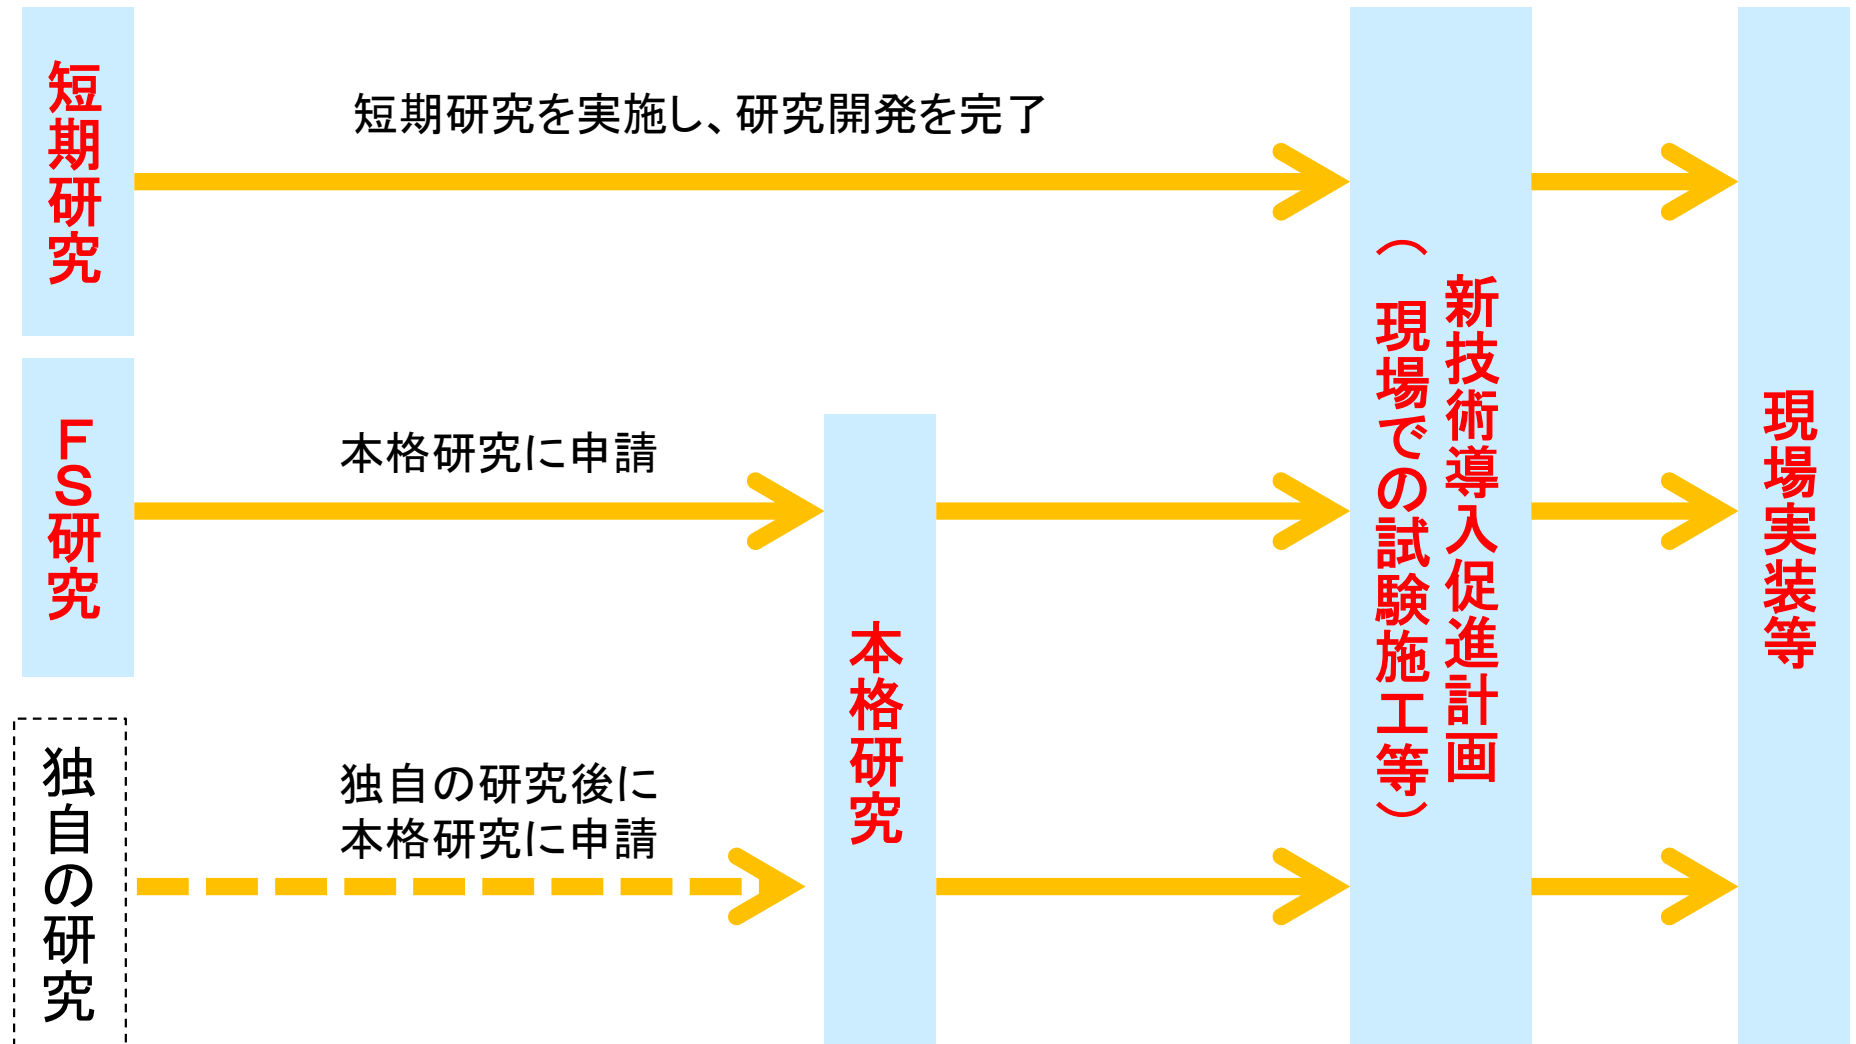 短期研究
短期研究を実施し、研究開発を完了
FS研究
本格研究に申請
独自の研究
独自の研究後に
本格研究に申請
本格研究
新技術導入促進計画
(現場での試験施工等)
現場実装等